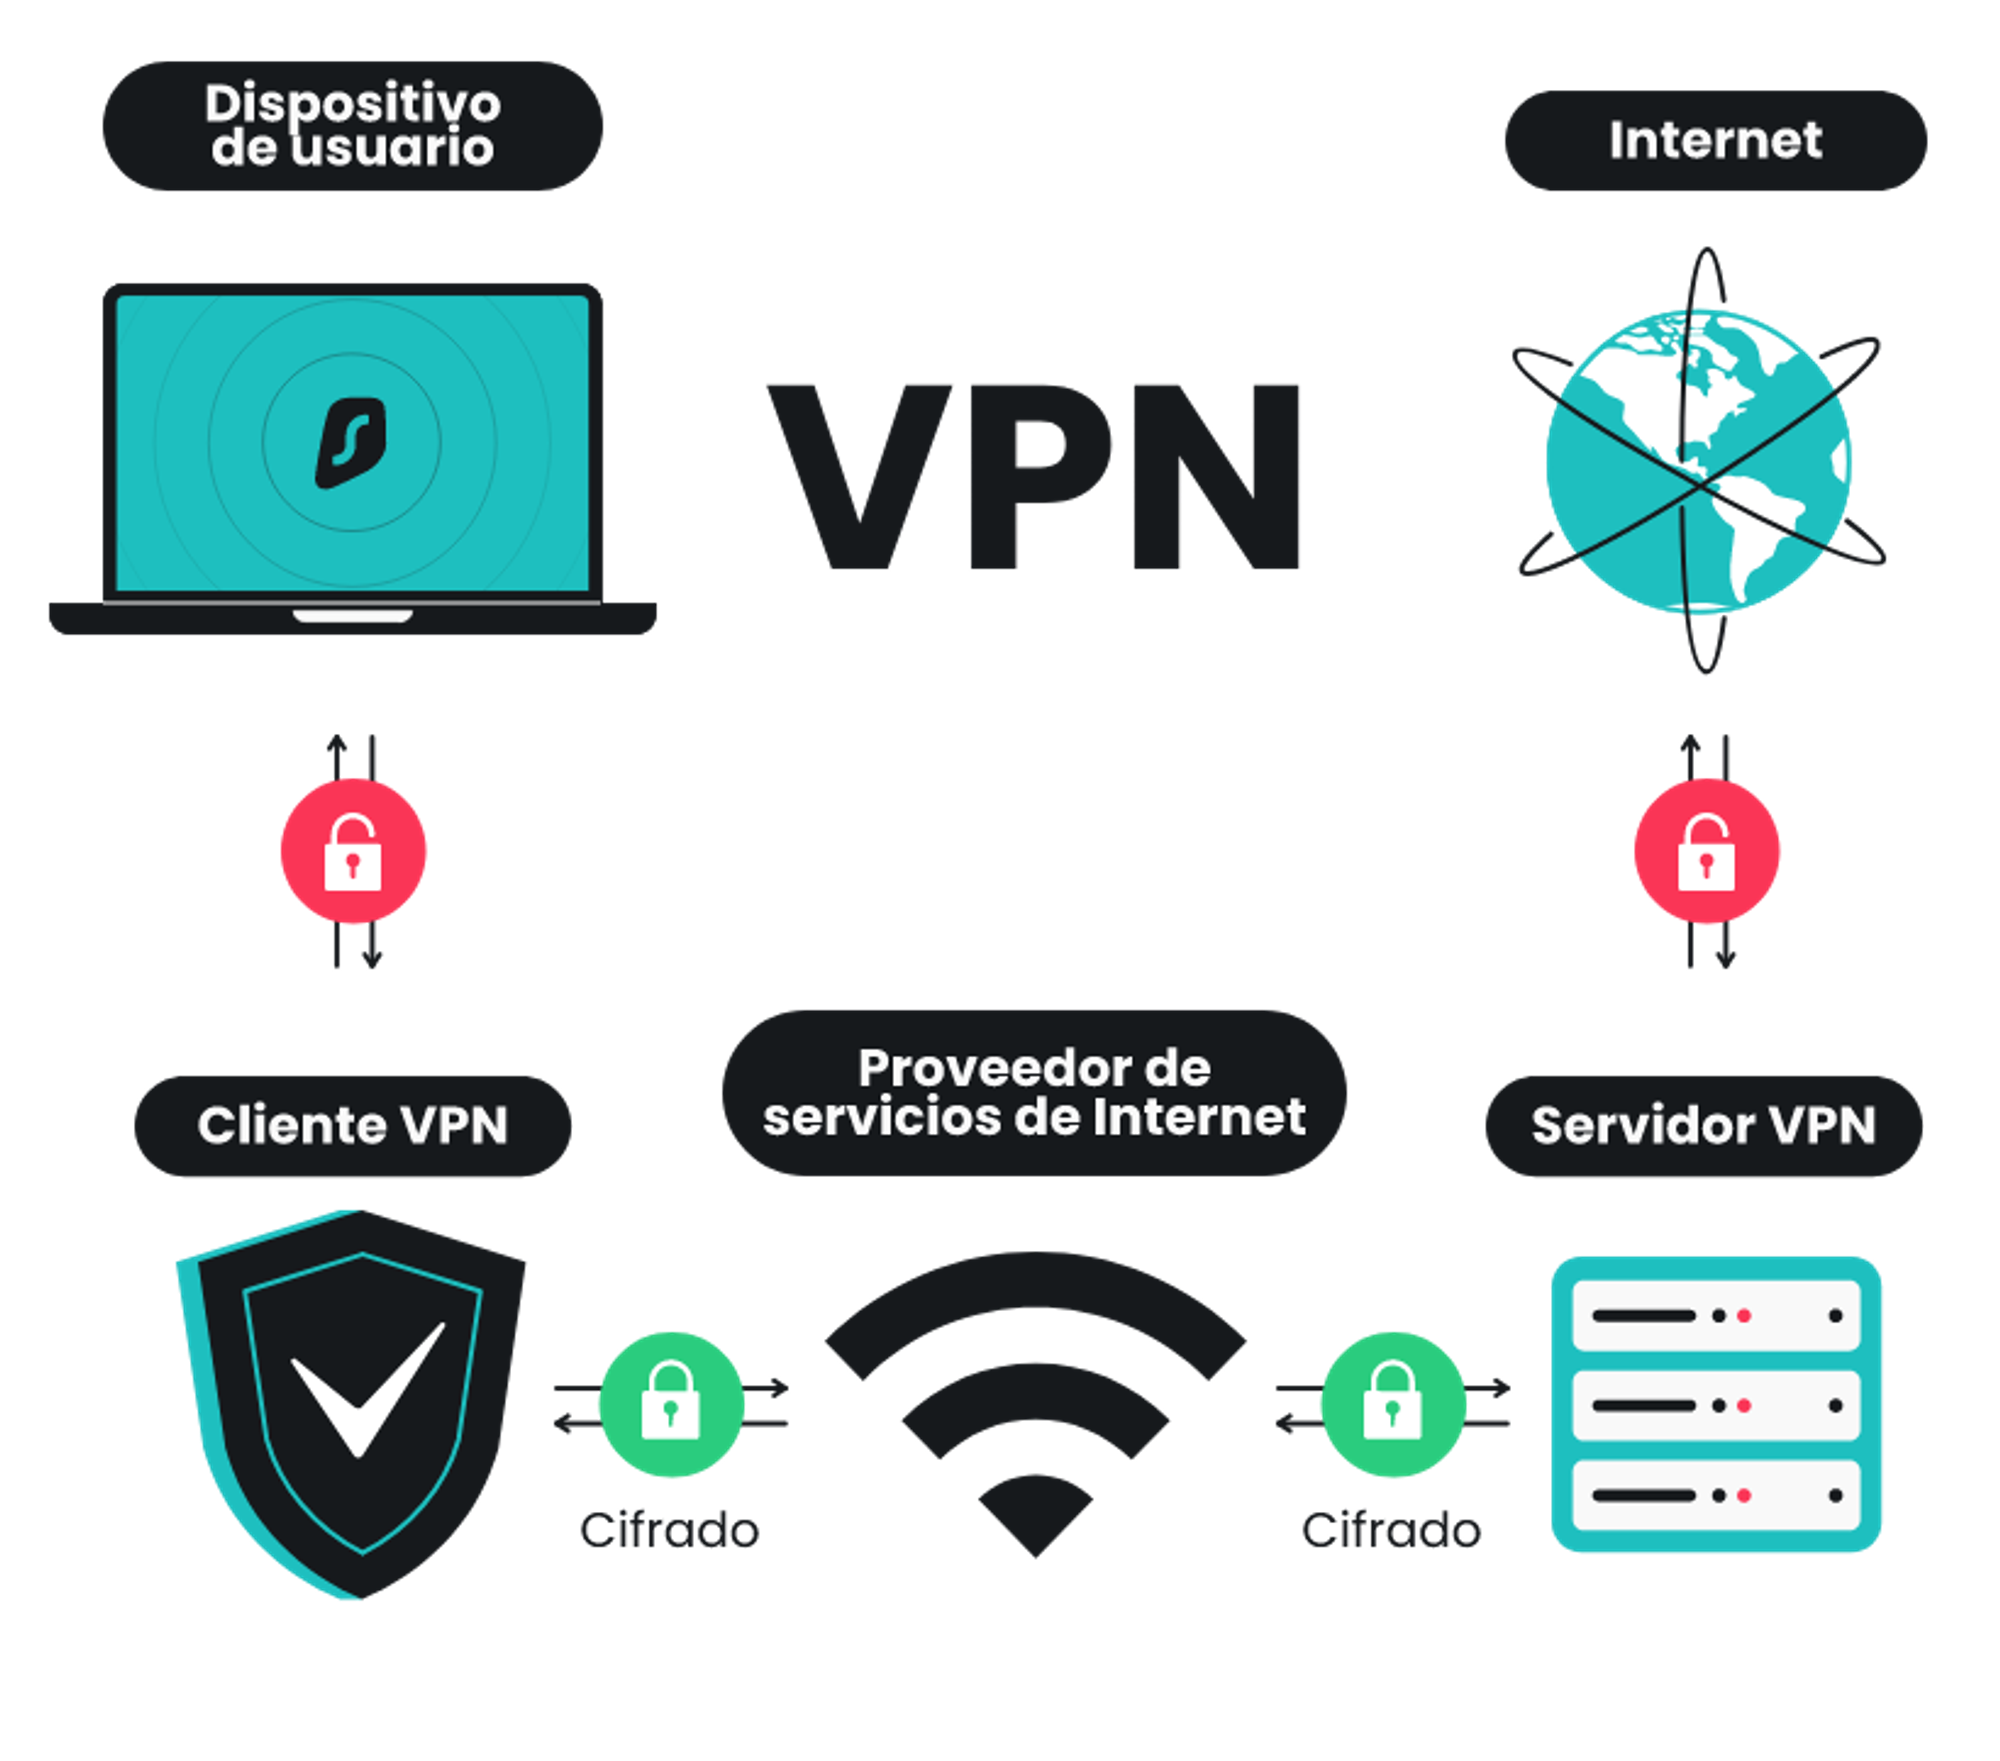 Dispositivo
de usuario
Internet
VPN
Cliente VPN
Proveedor de
servicios de Internet
Servidor VPN
Cifrado
Cifrado